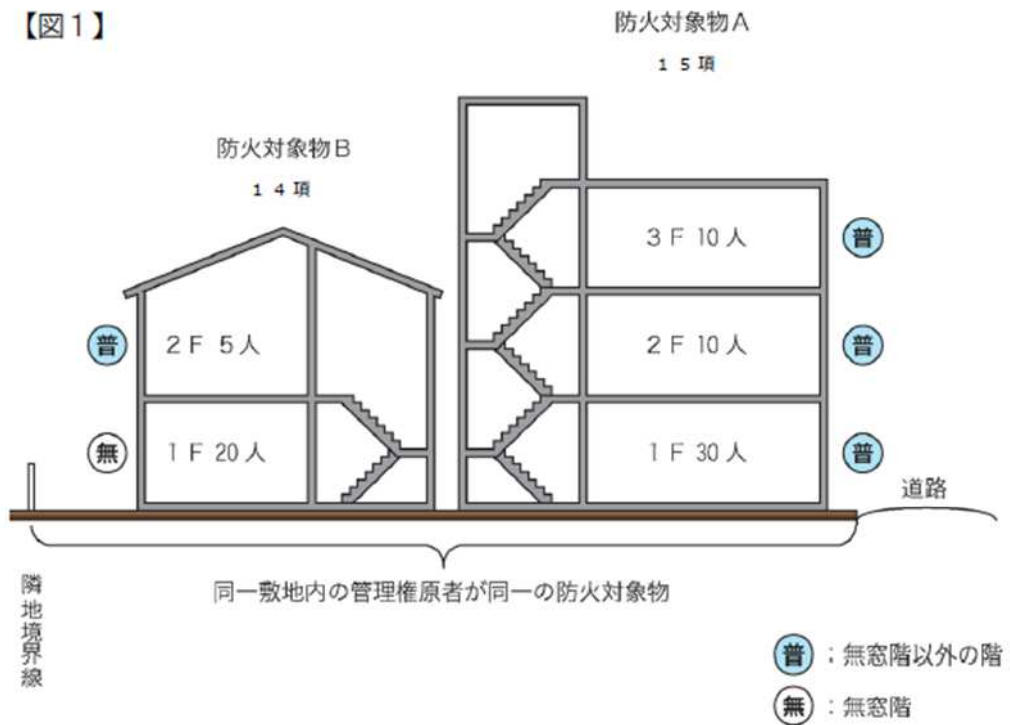 【図1】
防火対象物A
15項
防火対象物B
14項
3F 10人
普
普
2F 5人
2F 10人
普
無
1F 20人
1F 30人
普
道路
隣地境界線
同一敷地内の管理権原者が同一の防火対象物
普:無窓階以外の階
無:無窓階